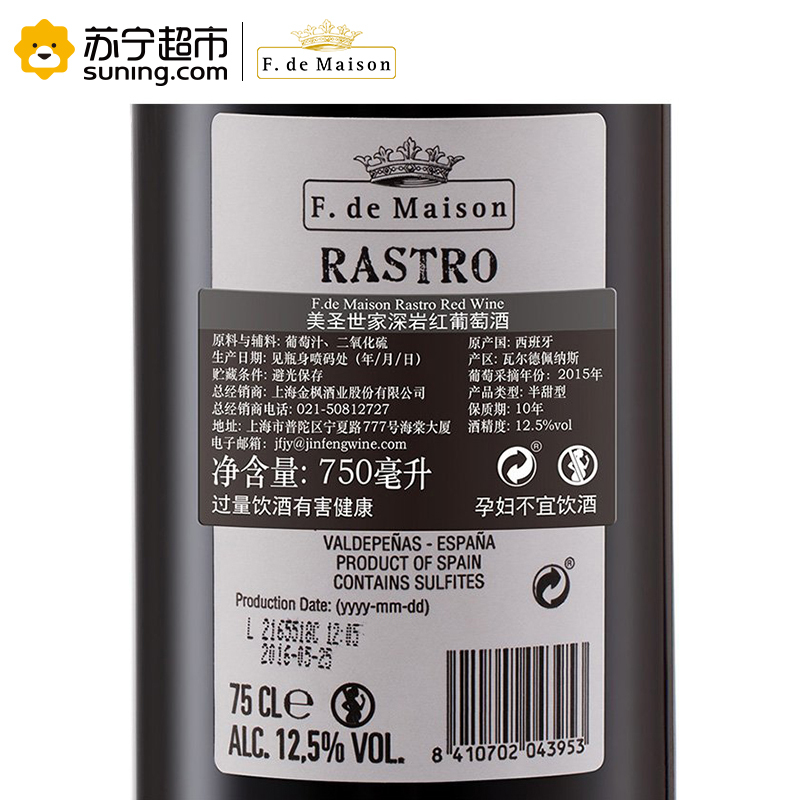 苏宁超市
suning.com
F. de Maison
F. de Maison
RASTRO
F.de Maison Rastro Red Wine
美圣世家深岩红葡萄酒
原料与辅料: 葡萄汁、二氧化硫
原产国: 西班牙
生产日期: 见瓶身喷码处（年/月/日）
产区: 瓦尔德佩纳斯
贮藏条件: 避光保存
葡萄采摘年份: 2015年
总经销商: 上海金枫酒业股份有限公司
产品类型: 半甜型
总经销商电话: 021-50812727
保质期: 10年
地址: 上海市普陀区宁夏路777号海棠大厦
酒精度: 12.5%vol
电子邮箱: jfjy@jinfengwine.com
净含量: 750毫升
®
过量饮酒有害健康
孕妇不宜饮酒
VALDEPEÑAS - ESPAÑA
PRODUCT OF SPAIN
CONTAINS SULFITES
®
Production Date: (yyyy-mm-dd)
L 2165518C 12:05
2016-05-25
75 CL℮
ALC. 12,5% VOL.
8 410702 043953